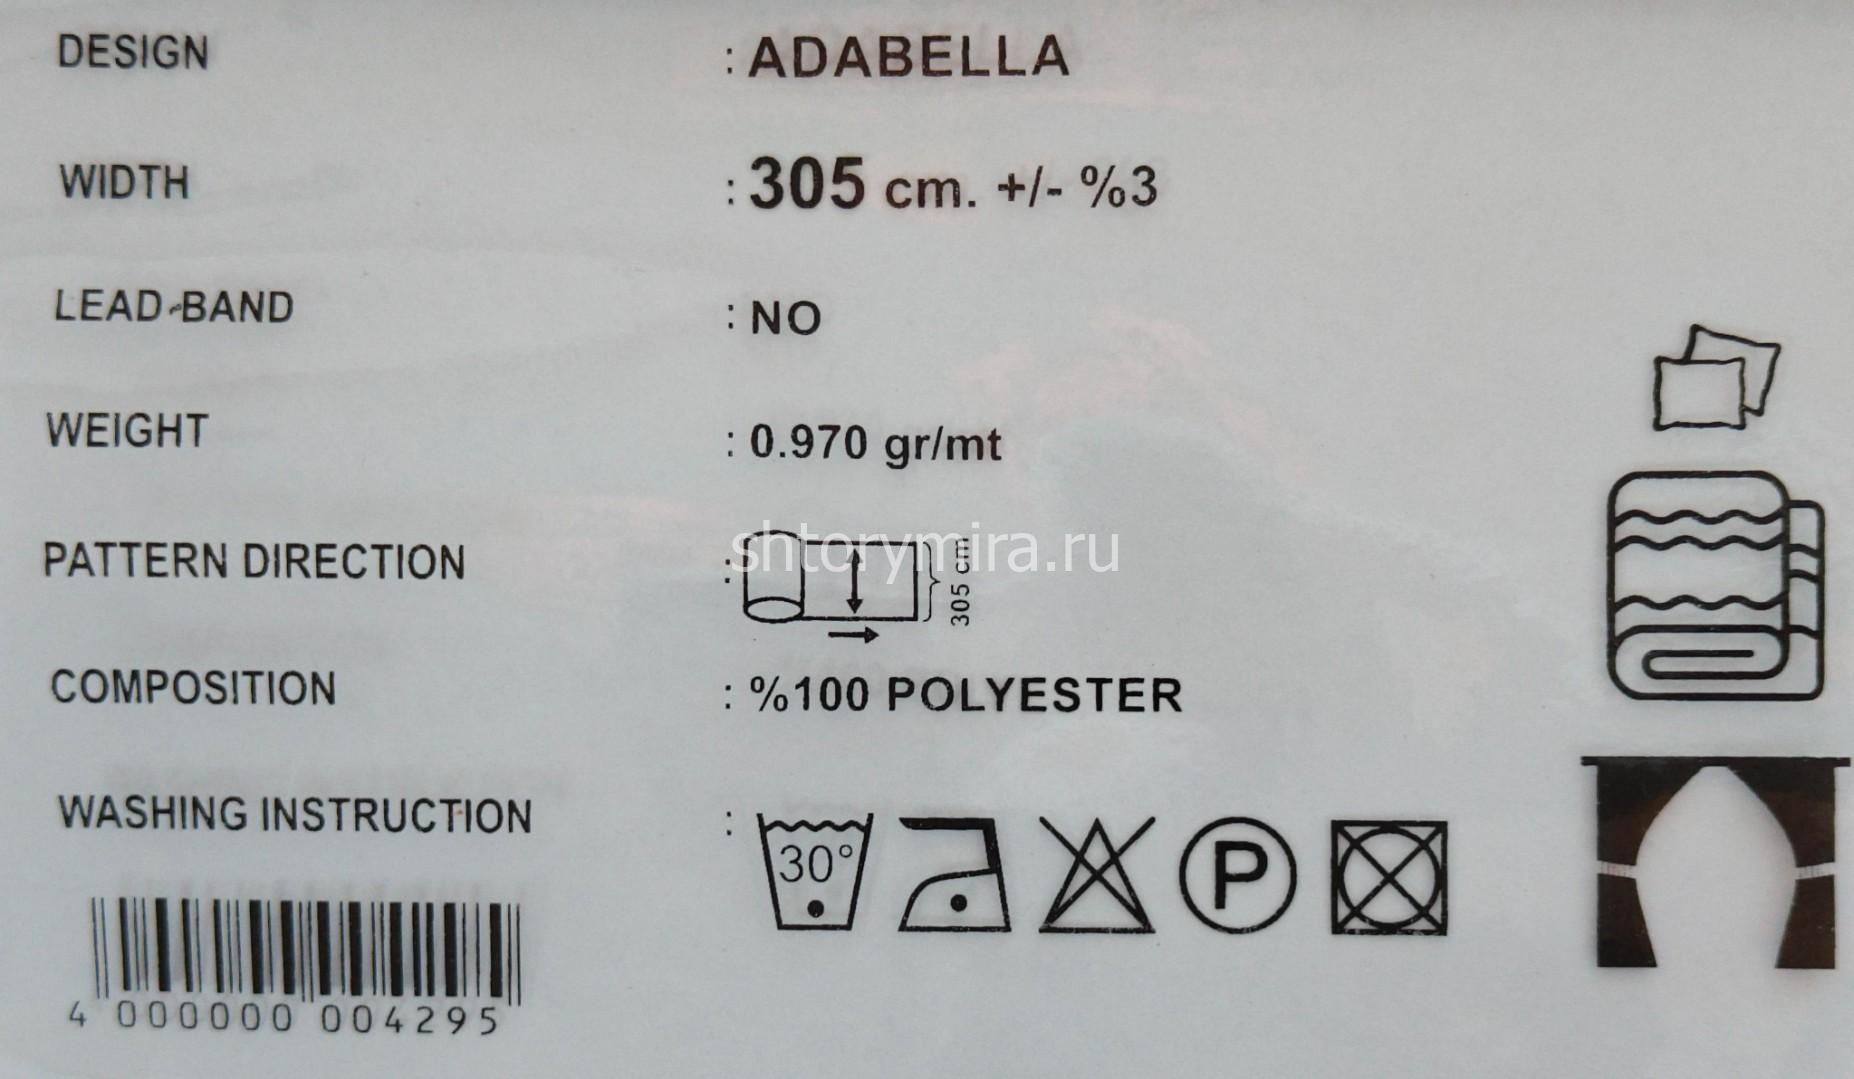 DESIGN : ADABELLA
WIDTH : 305 cm. +/- %3
LEAD-BAND : NO
WEIGHT : 0.970 gr/mt
shtorymira.ru
PATTERN DIRECTION : 305 cm
COMPOSITION : %100 POLYESTER
WASHING INSTRUCTION :
30° P
4 000000 004295